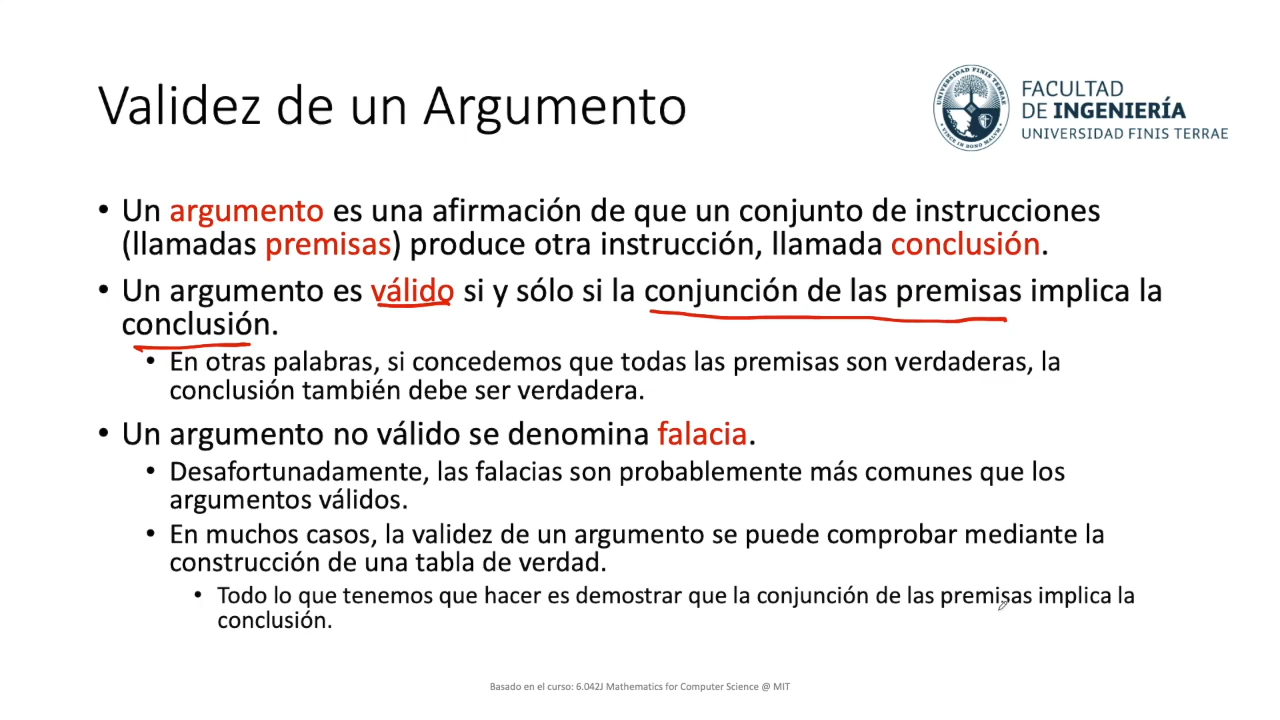 Validez de un Argumento
FACULTAD
DE INGENIERÍA
UNIVERSIDAD FINIS TERRAE
• Un argumento es una afirmación de que un conjunto de instrucciones
(llamadas premisas) produce otra instrucción, llamada conclusión.
• Un argumento es válido si y sólo si la conjunción de las premisas implica la
conclusión.
• En otras palabras, si concedemos que todas las premisas son verdaderas, la
conclusión también debe ser verdadera.
• Un argumento no válido se denomina falacia.
• Desafortunadamente, las falacias son probablemente más comunes que los
argumentos válidos.
• En muchos casos, la validez de un argumento se puede comprobar mediante la
construcción de una tabla de verdad.
• Todo lo que tenemos que hacer es demostrar que la conjunción de las premisas implica la
conclusión.
Basado en el curso: 6.042J Mathematics for Computer Science @ MIT